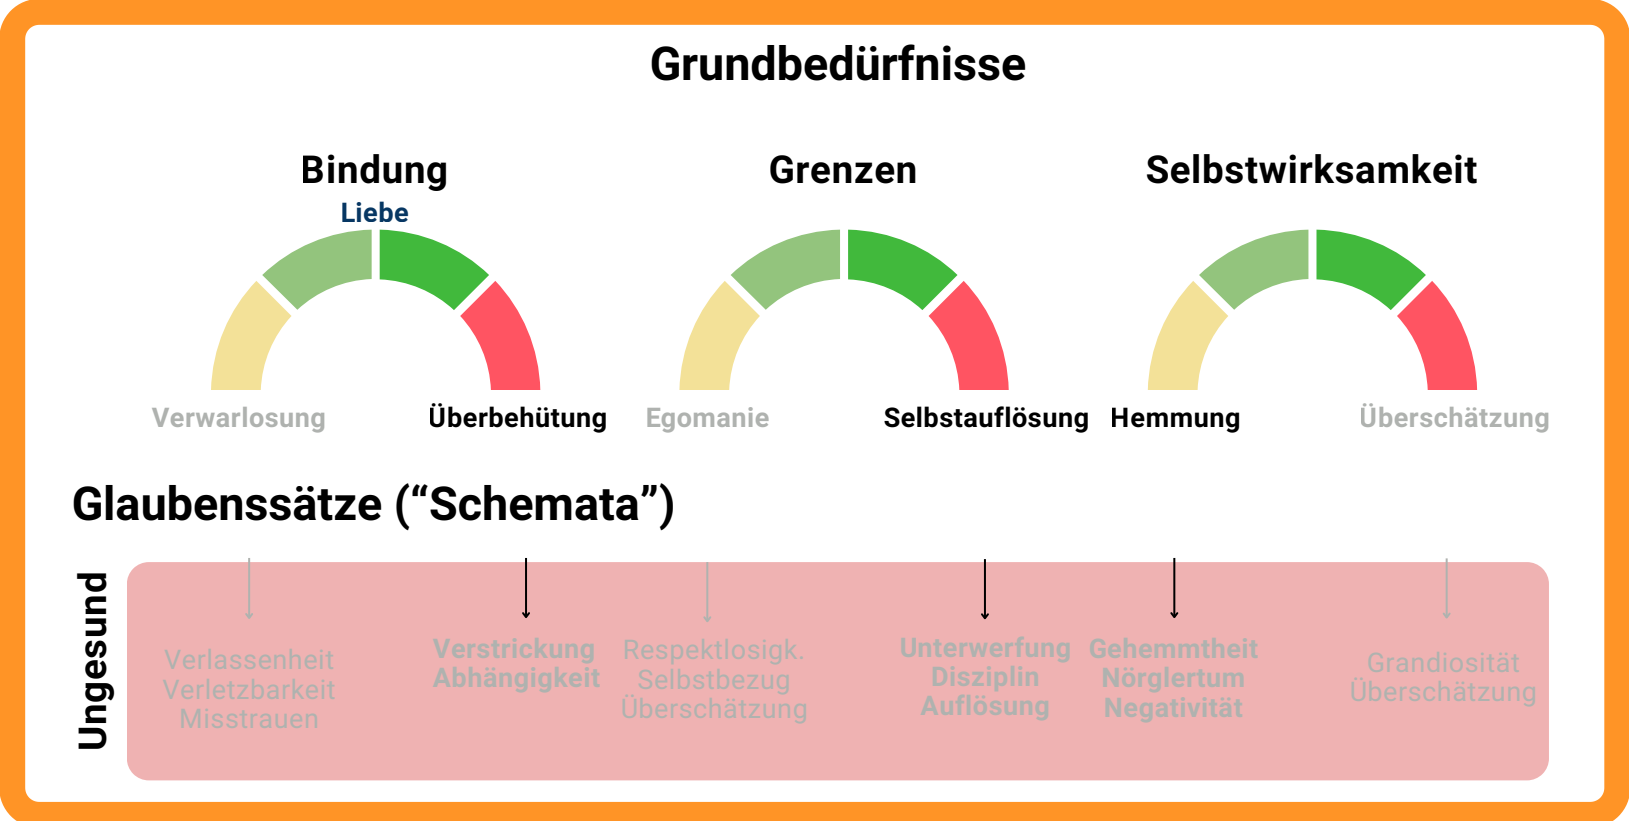 Grundbedürfnisse
Bindung
Liebe
Verwarlosung
Überbehütung
Grenzen
Egomanie
Selbstauflösung
Selbstwirksamkeit
Hemmung
Überschätzung
Glaubenssätze (“Schemata”)
Ungesund
Verlassenheit
Verletzbarkeit
Misstrauen
Verstrickung
Abhängigkeit
Respektlosigk.
Selbstbezug
Überschätzung
Unterwerfung
Disziplin
Auflösung
Gehemmtheit
Nörglertum
Negativität
Grandiosität
Überschätzung